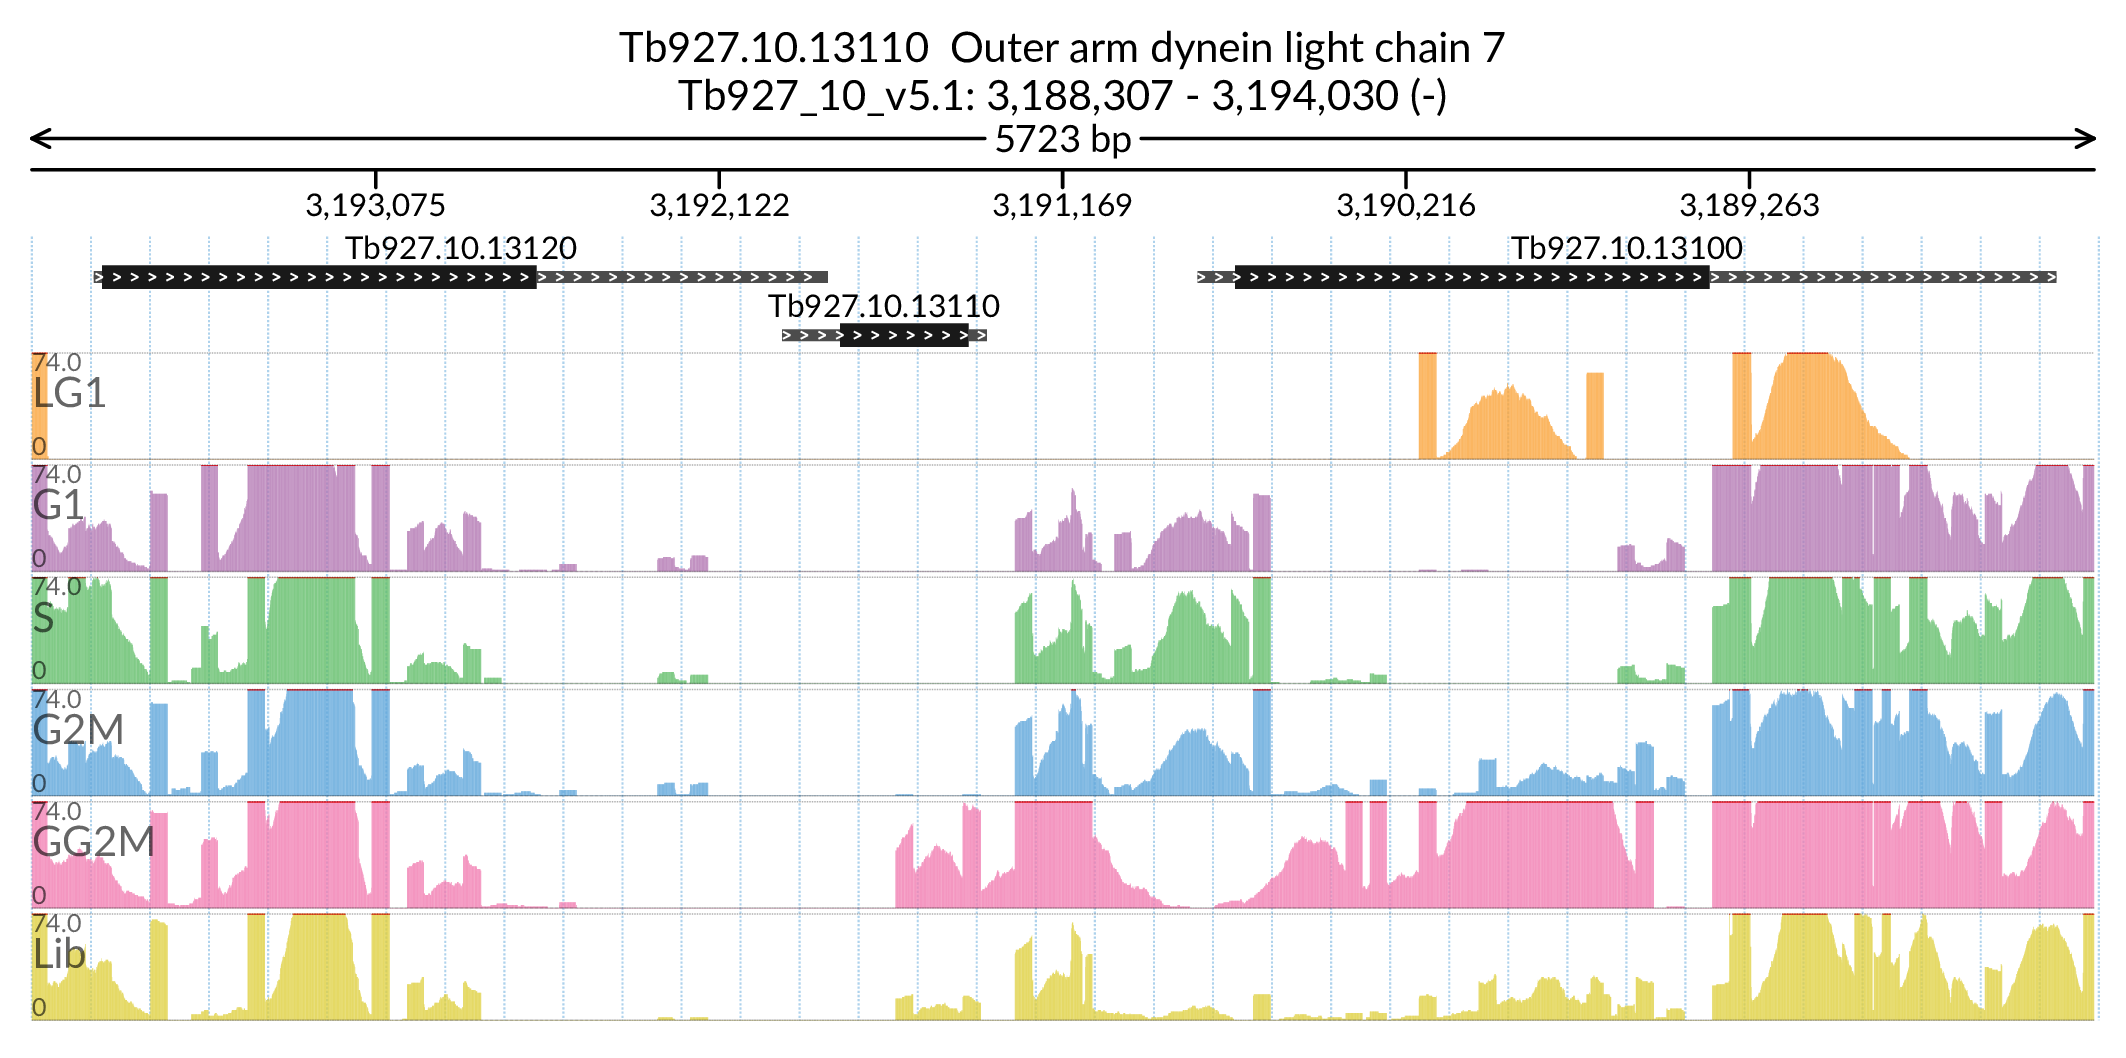 Tb927.10.13110  Outer arm dynein light chain 7
Tb927_10_v5.1: 3,188,307 - 3,194,030 (-)
5723 bp
3,193,075 3,192,122 3,191,169 3,190,216 3,189,263
Tb927.10.13120 Tb927.10.13100
Tb927.10.13110
74.0
LG1
0
74.0
G1
0
74.0
S
0
74.0
G2M
0
74.0
GG2M
0
74.0
Lib
0